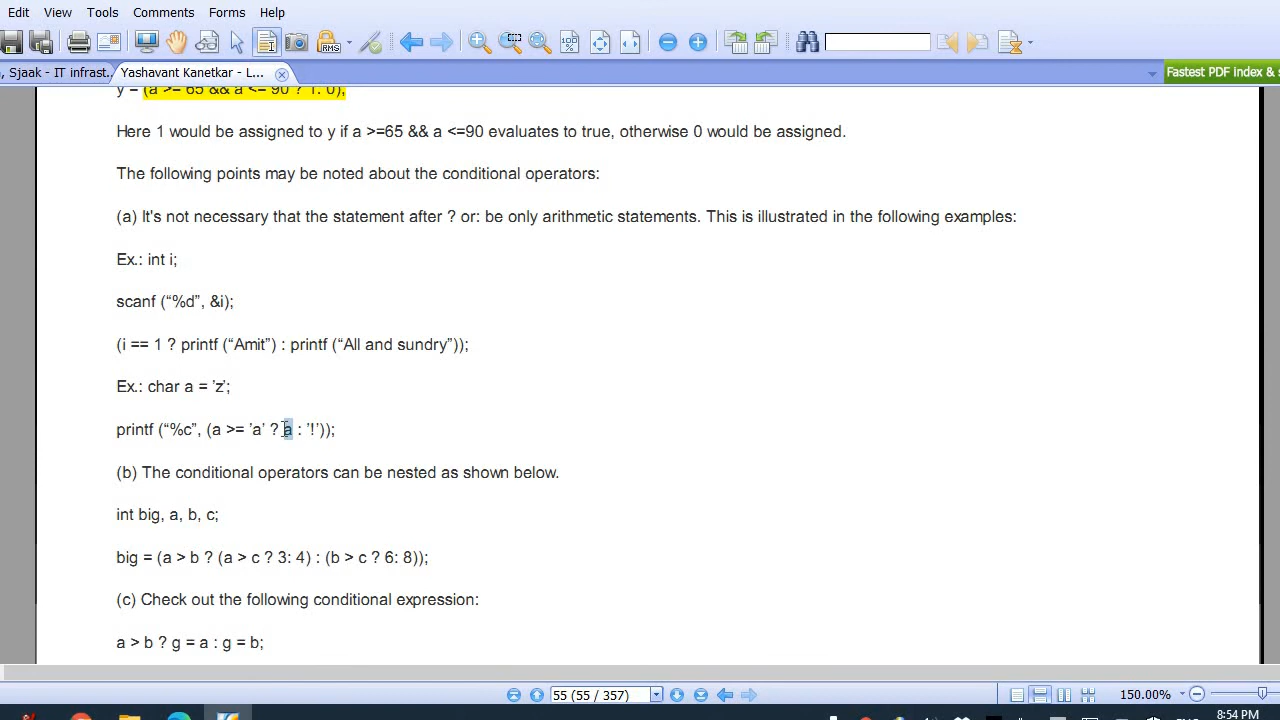 Edit View Tools Comments Forms Help
RMS
, Sjaak - IT infrast... Yashavant Kanetkar - L... Fastest PDF index & s
y = (a >= 65 && a <= 90 ? 1: 0),
Here 1 would be assigned to y if a >=65 && a <=90 evaluates to true, otherwise 0 would be assigned.
The following points may be noted about the conditional operators:
(a) It's not necessary that the statement after ? or: be only arithmetic statements. This is illustrated in the following examples:
Ex.: int i;
scanf (“%d”, &i);
(i == 1 ? printf (“Amit”) : printf (“All and sundry”));
Ex.: char a = ’z’;
printf (“%c”, (a >= ’a’ ? a : ’!’));
(b) The conditional operators can be nested as shown below.
int big, a, b, c;
big = (a > b ? (a > c ? 3: 4) : (b > c ? 6: 8));
(c) Check out the following conditional expression:
a > b ? g = a : g = b;
55 (55 / 357) 150.00%
8:54 PM